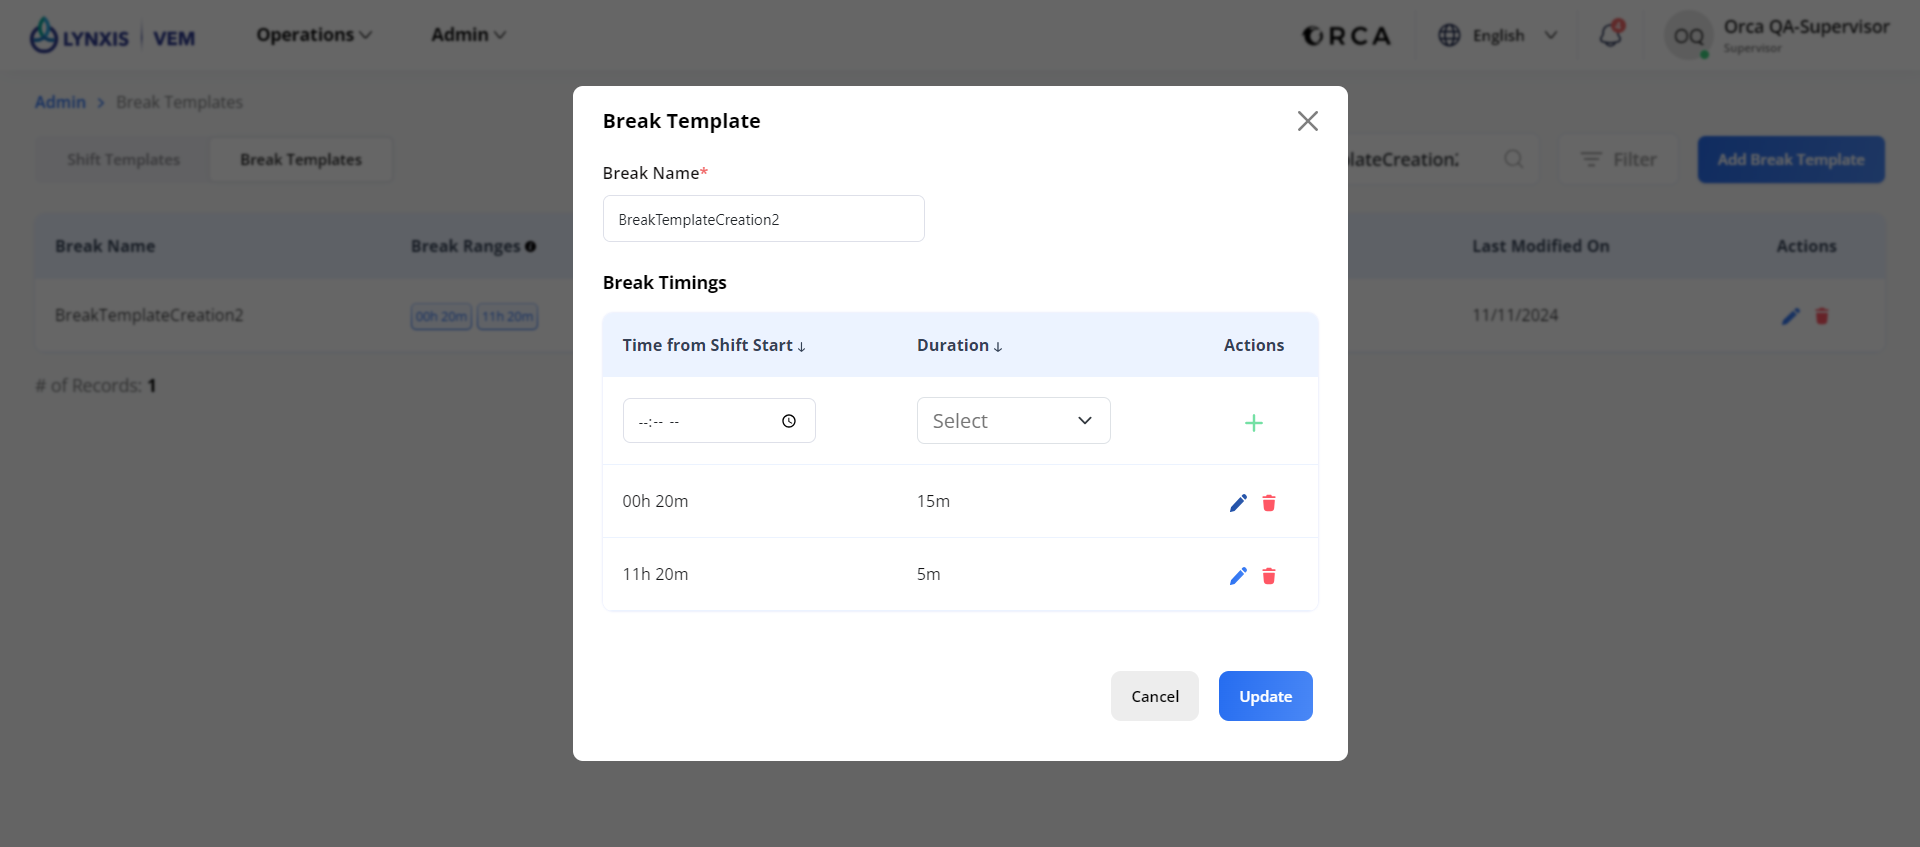 LYNXIS | VEM Operations Admin ORCA English 4 OQ Orca QA-Supervisor
Supervisor
Admin > Break Templates
Shift Templates Break Templates lateCreation2 Filter Add Break Template
Break Name Break Ranges Last Modified On Actions
BreakTemplateCreation2 00h 20m 11h 20m 11/11/2024
# of Records: 1
Break Template
Break Name*
BreakTemplateCreation2
Break Timings
Time from Shift Start ↓ Duration ↓ Actions
--:-- -- Select +
00h 20m 15m
11h 20m 5m
Cancel Update